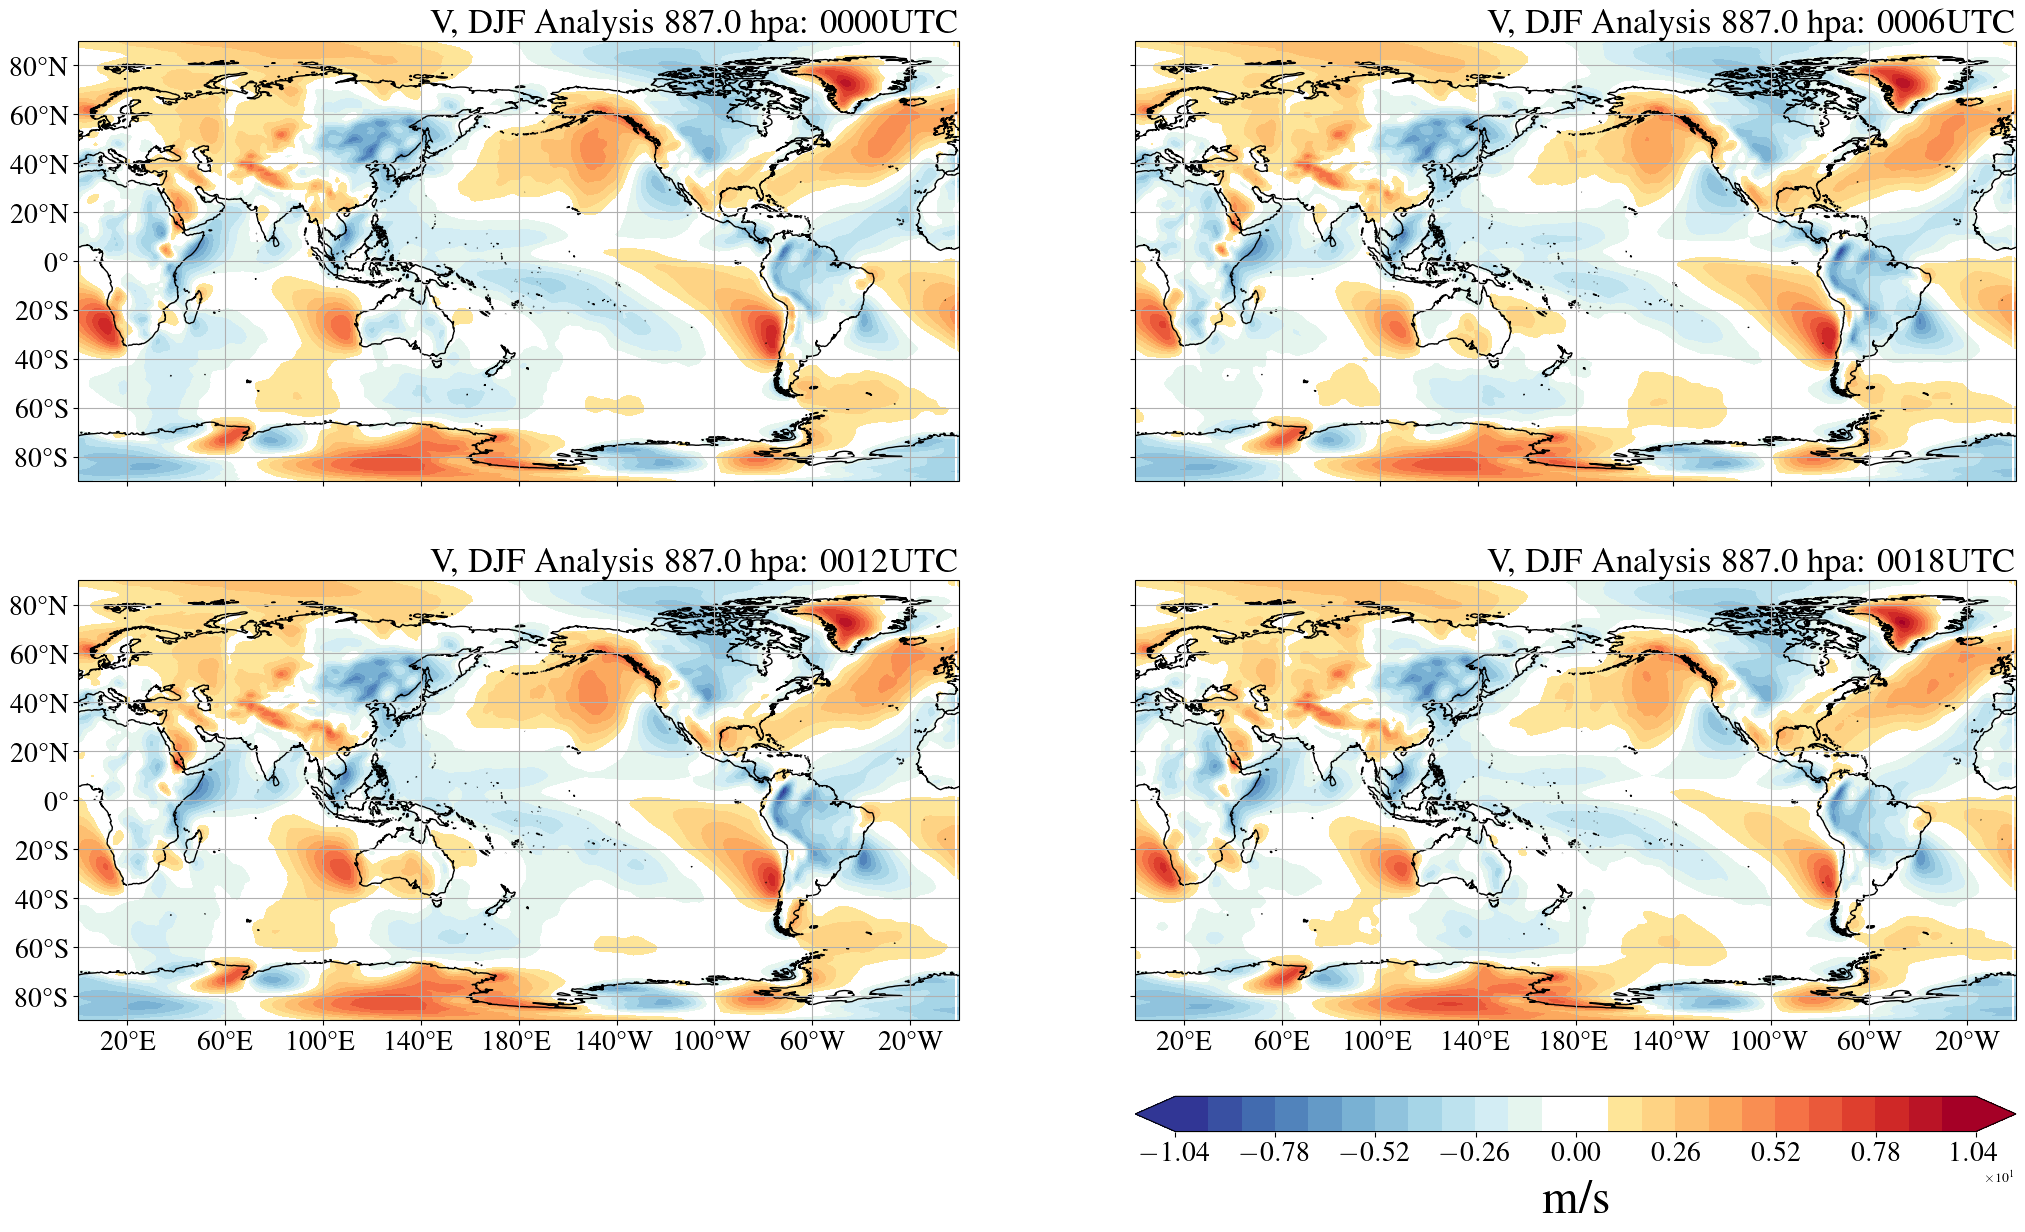 V, DJF Analysis 887.0 hpa: 0000UTC
V, DJF Analysis 887.0 hpa: 0006UTC
80°N
60°N
40°N
20°N
0°
20°S
40°S
60°S
80°S
V, DJF Analysis 887.0 hpa: 0012UTC
V, DJF Analysis 887.0 hpa: 0018UTC
80°N
60°N
40°N
20°N
0°
20°S
40°S
60°S
80°S
20°E 60°E 100°E 140°E 180°E 140°W 100°W 60°W 20°W
20°E 60°E 100°E 140°E 180°E 140°W 100°W 60°W 20°W
−1.04 −0.78 −0.52 −0.26 0.00 0.26 0.52 0.78 1.04
×10¹
m/s